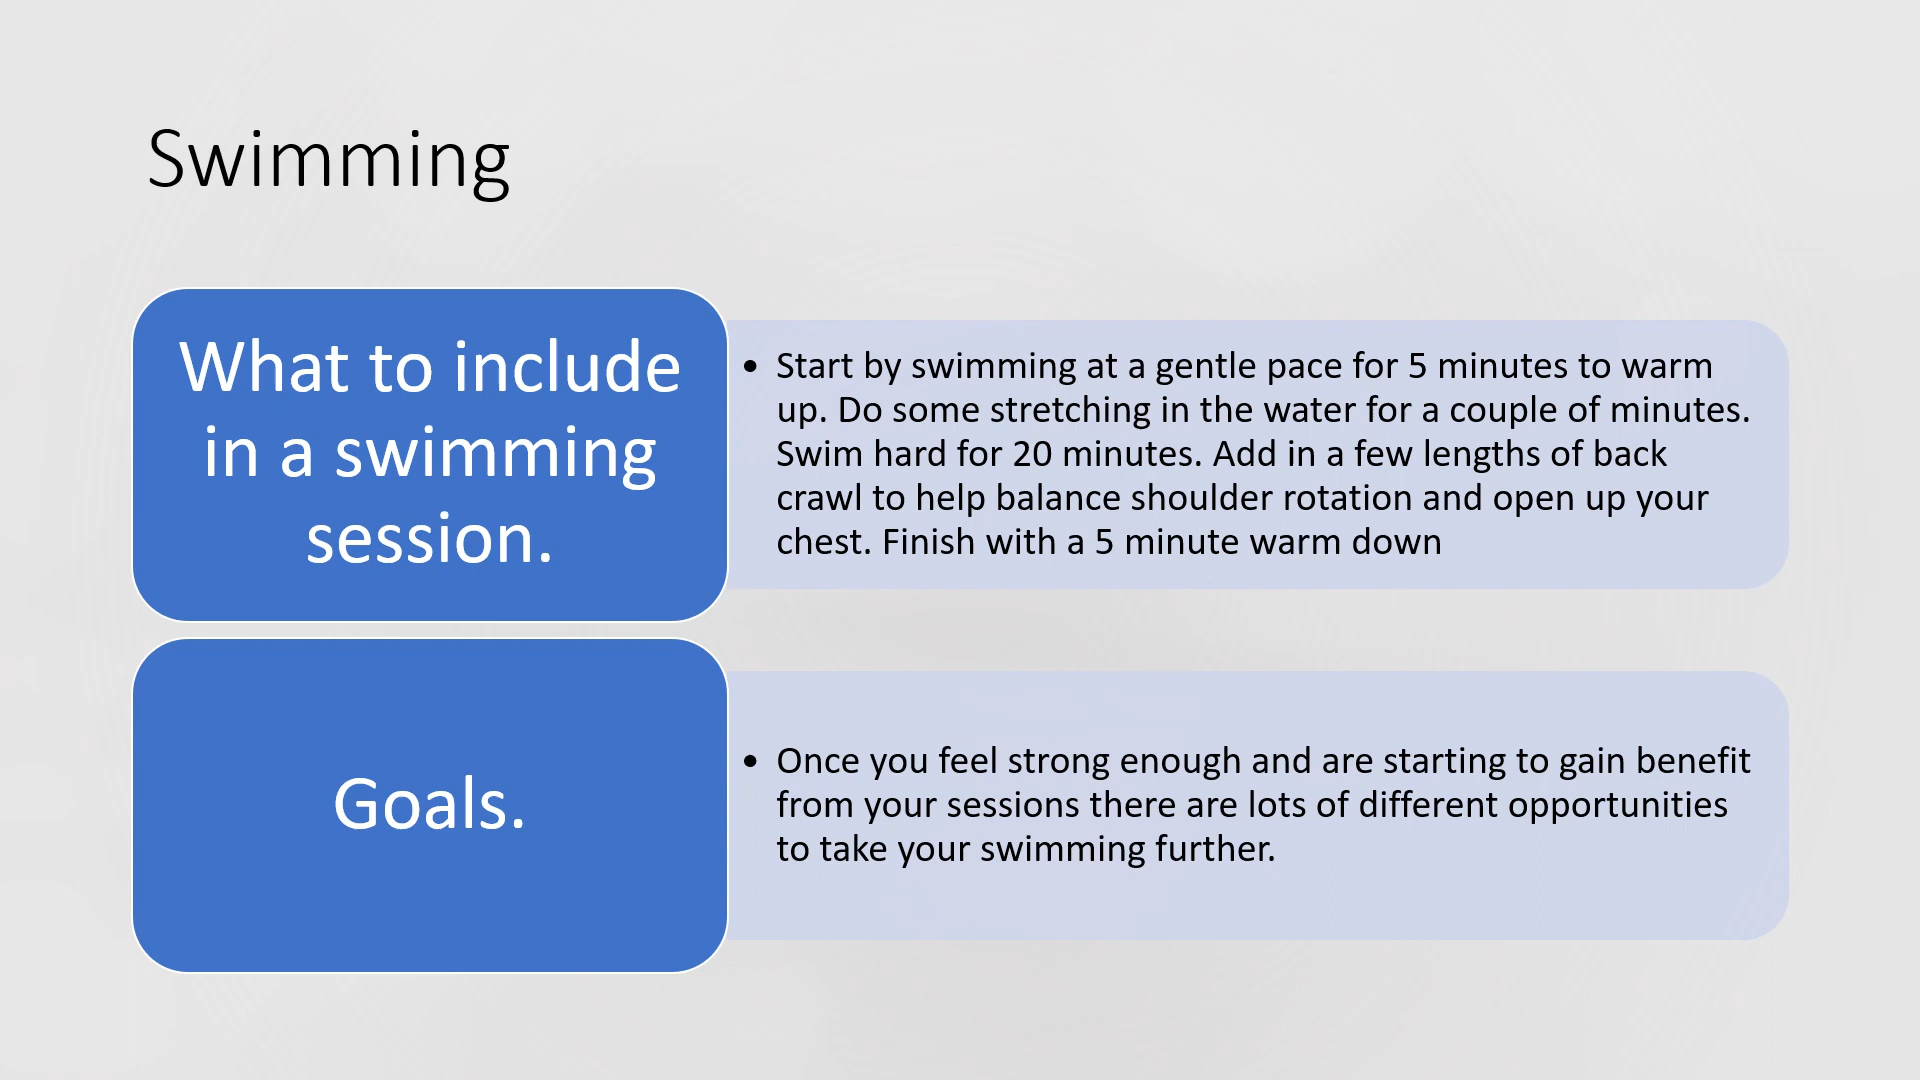 Swimming
What to include
in a swimming
session.
• Start by swimming at a gentle pace for 5 minutes to warm
up. Do some stretching in the water for a couple of minutes.
Swim hard for 20 minutes. Add in a few lengths of back
crawl to help balance shoulder rotation and open up your
chest. Finish with a 5 minute warm down
Goals.
• Once you feel strong enough and are starting to gain benefit
from your sessions there are lots of different opportunities
to take your swimming further.